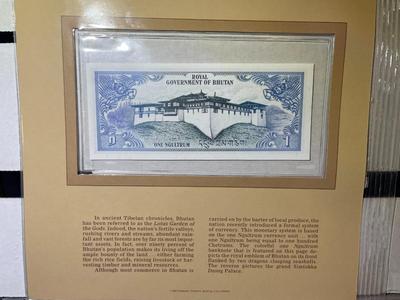 ROYAL
GOVERNMENT OF BHUTAN
1
1
ONE NGULTRUM
In ancient Tibetan chronicles, Bhutan
has been referred to as the Lotus Garden of
the Gods. Indeed, the nation's fertile valleys,
rushing rivers and streams, abundant rain-
fall and vast forests are by far its most impor-
tant assets. In fact, over ninety percent of
Bhutan's population makes its living off the
ample bounty of the land . . . either farming
the rich rice fields, raising livestock or har-
vesting timber and mineral resources.
Although most commerce in Bhutan is
carried on by the barter of local produce, the
nation recently introduced a formal system
of currency. This monetary system is based
on the one Ngultrum currency unit . . . with
one Ngultrum being equal to one hundred
Chetrums. The colorful one Ngultrum
banknote that is featured on this page de-
picts the royal emblem of Bhutan on its front
flanked by two dragons clasping snowballs.
The reverse pictures the grand Simtokha
Dzong Palace.